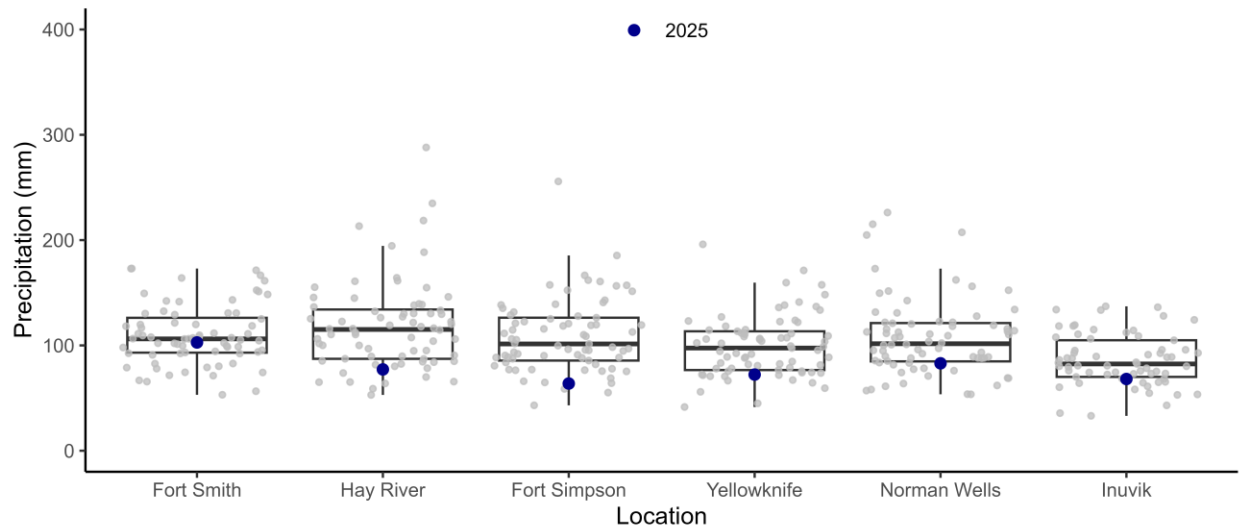 400
2025
300
200
100
0
Precipitation (mm)
Fort Smith Hay River Fort Simpson Yellowknife Norman Wells Inuvik
Location